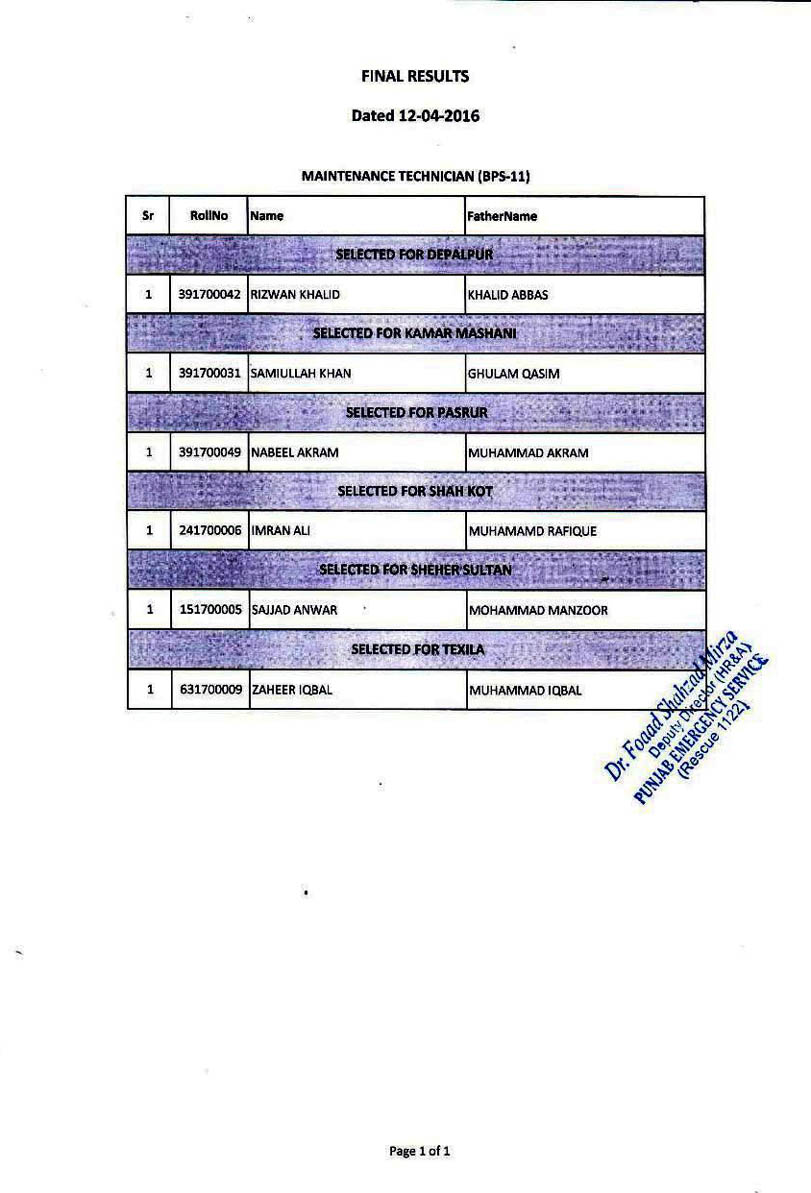 FINAL RESULTS
Dated 12-04-2016
MAINTENANCE TECHNICIAN (BPS-11)
Sr RollNo Name FatherName
SELECTED FOR DEPALPUR
1 391700042 RIZWAN KHALID KHALID ABBAS
SELECTED FOR KAMAR MASHANI
1 391700031 SAMIULLAH KHAN GHULAM QASIM
SELECTED FOR PASRUR
1 391700049 NABEEL AKRAM MUHAMMAD AKRAM
SELECTED FOR SHAH KOT
1 241700006 IMRAN ALI MUHAMAMD RAFIQUE
SELECTED FOR SHEHER SULTAN
1 151700005 SAJJAD ANWAR MOHAMMAD MANZOOR
SELECTED FOR TEXILA
1 631700009 ZAHEER IQBAL MUHAMMAD IQBAL
Dr. Foaad Shahzad Mirza
Deputy Director (HR&A)
PUNJAB EMERGENCY SERVICE
(Rescue 1122)
Page 1 of 1